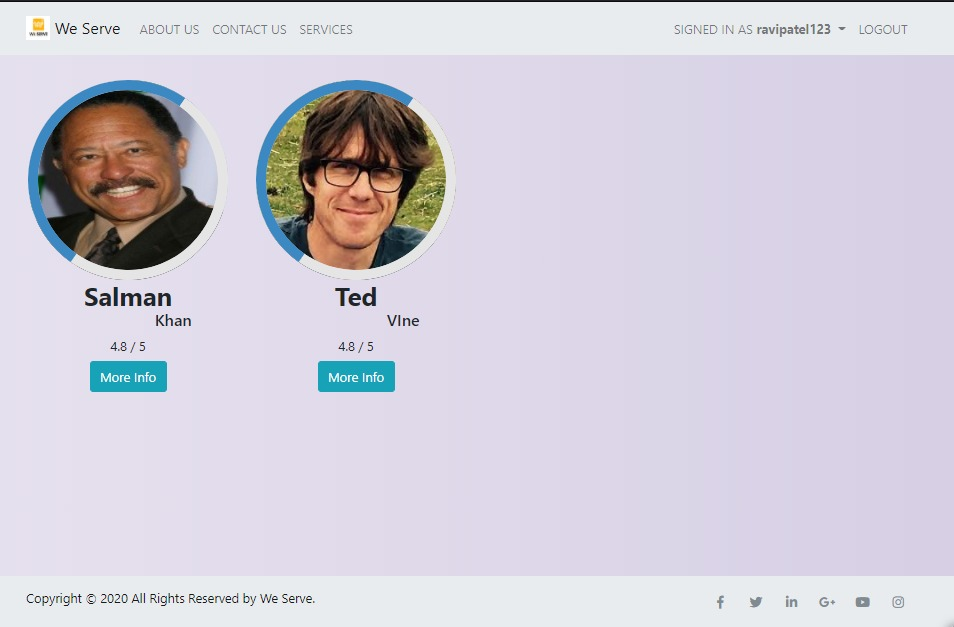 We Serve ABOUT US CONTACT US SERVICES SIGNED IN AS ravipatel123 LOGOUT
Salman Ted
Khan VIne
4.8 / 5 4.8 / 5
More Info More Info
Copyright © 2020 All Rights Reserved by We Serve.